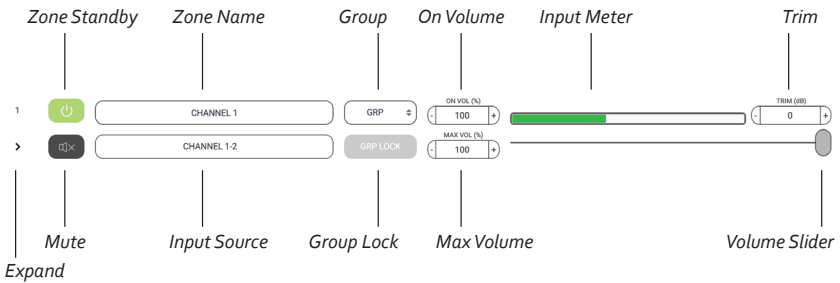 Zone Standby Zone Name Group On Volume Input Meter Trim
ON VOL (%) TRIM (dB)
1 CHANNEL 1 GRP - 100 + - 0 +
MAX VOL (%)
CHANNEL 1-2 GRP LOCK - 100 +
Mute Input Source Group Lock Max Volume Volume Slider
Expand